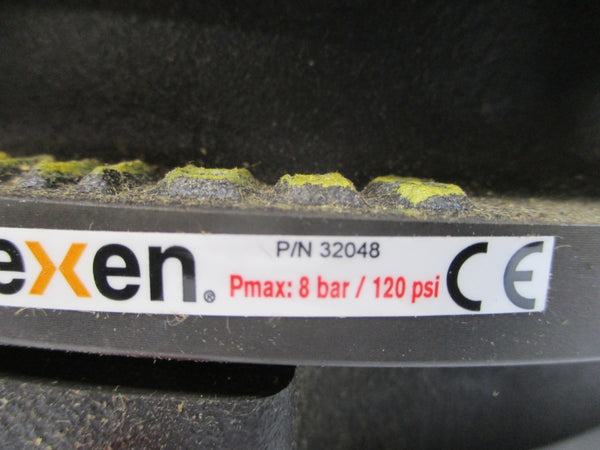 exen®
P/N 32048
Pmax: 8 bar / 120 psi
CE